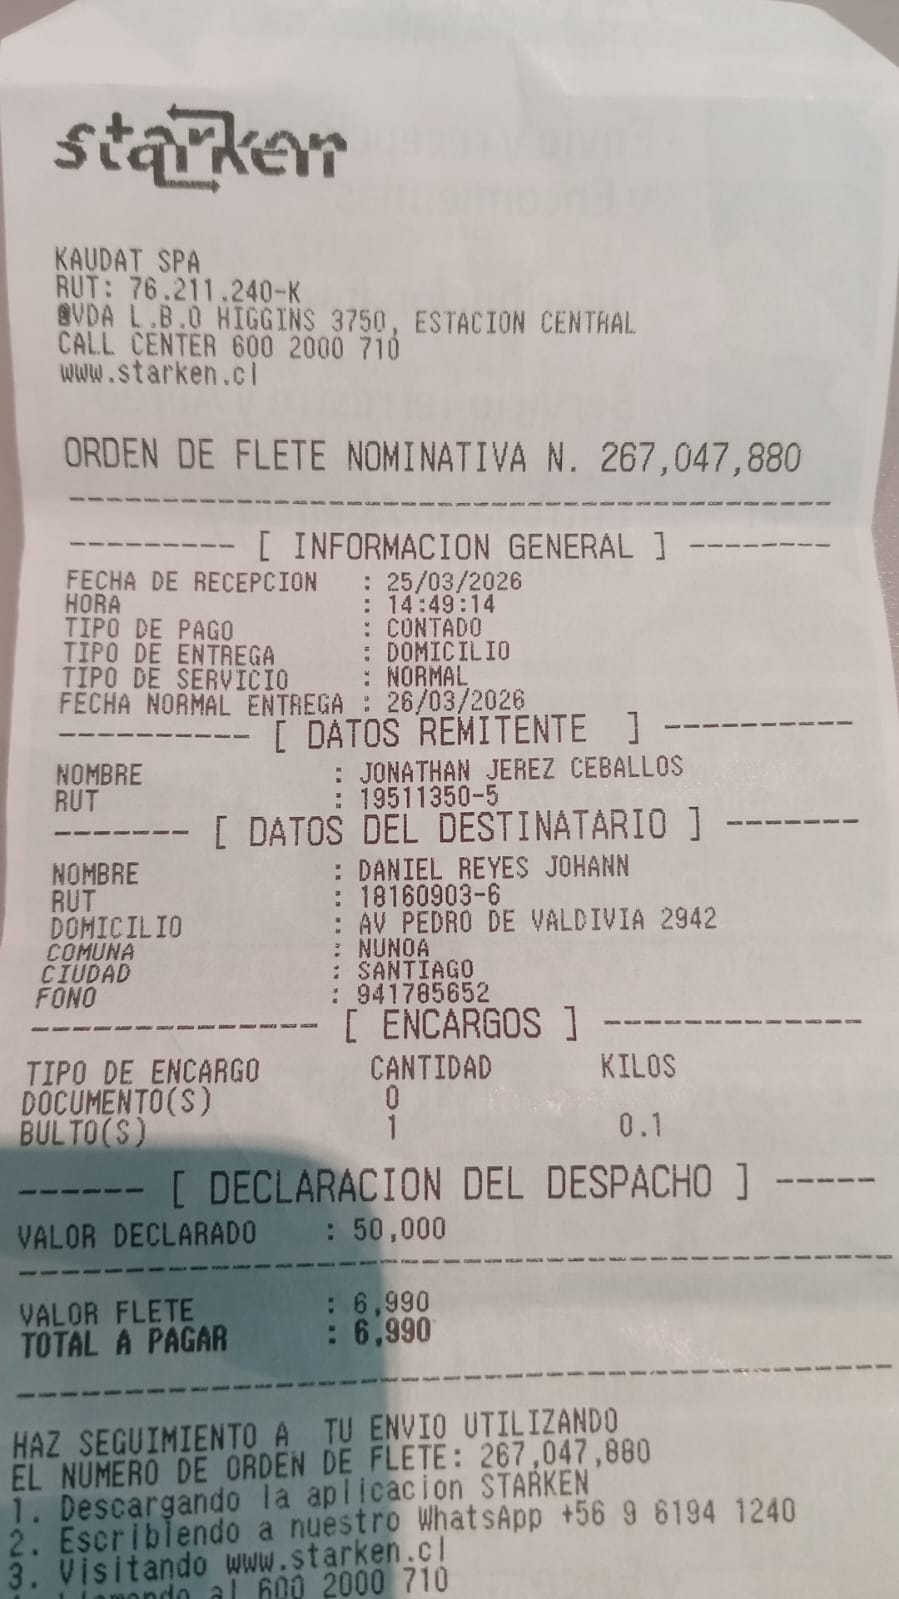 starken
KAUDAT SPA
RUT: 76.211.240-K
@VDA L.B.O HIGGINS 3750, ESTACION CENTRAL
CALL CENTER 600 2000 710
www.starken.cl
ORDEN DE FLETE NOMINATIVA N. 267,047,880
--------- [ INFORMACION GENERAL ] --------
FECHA DE RECEPCION : 25/03/2026
HORA : 14:49:14
TIPO DE PAGO : CONTADO
TIPO DE ENTREGA : DOMICILIO
TIPO DE SERVICIO : NORMAL
FECHA NORMAL ENTREGA : 26/03/2026
---------- [ DATOS REMITENTE ] ----------
NOMBRE : JONATHAN JEREZ CEBALLOS
RUT : 19511350-5
------- [ DATOS DEL DESTINATARIO ] -------
NOMBRE : DANIEL REYES JOHANN
RUT : 18160903-6
DOMICILIO : AV PEDRO DE VALDIVIA 2942
COMUNA : NUNOA
CIUDAD : SANTIAGO
FONO : 941785652
--------------- [ ENCARGOS ] --------------
TIPO DE ENCARGO CANTIDAD KILOS
DOCUMENTO(S) 0
BULTO(S) 1 0.1
------ [ DECLARACION DEL DESPACHO ] -----
VALOR DECLARADO : 50,000
VALOR FLETE : 6,990
TOTAL A PAGAR : 6,990
HAZ SEGUIMIENTO A TU ENVIO UTILIZANDO
EL NUMERO DE ORDEN DE FLETE: 267,047,880
1. Descargando la aplicacion STARKEN
2. Escribiendo a nuestro WhatsApp +56 9 6194 1240
3. Visitando www.starken.cl
al 600 2000 710